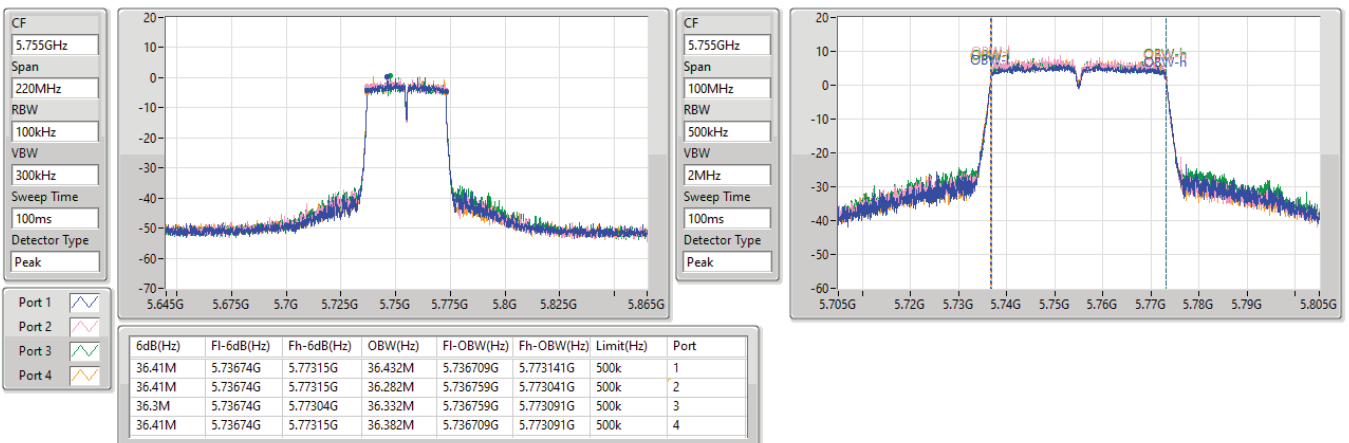 CF
5.755GHz
Span
220MHz
RBW
100kHz
VBW
300kHz
Sweep Time
100ms
Detector Type
Peak
20-
10-
0-
-10-
-20-
-30-
-40-
-50-
-60-
-70-
5.645G 5.675G 5.7G 5.725G 5.75G 5.775G 5.8G 5.825G 5.865G
CF
5.755GHz
Span
100MHz
RBW
500kHz
VBW
2MHz
Sweep Time
100ms
Detector Type
Peak
20-
10-
0-
-10-
-20-
-30-
-40-
-50-
-60-
OBW-l OBW-h
5.705G 5.72G 5.73G 5.74G 5.75G 5.76G 5.77G 5.78G 5.79G 5.805G
Port 1
Port 2
Port 3
Port 4
6dB(Hz) Fl-6dB(Hz) Fh-6dB(Hz) OBW(Hz) Fl-OBW(Hz) Fh-OBW(Hz) Limit(Hz) Port
36.41M 5.73674G 5.77315G 36.432M 5.736709G 5.773141G 500k 1
36.41M 5.73674G 5.77315G 36.282M 5.736759G 5.773041G 500k 2
36.3M 5.73674G 5.77304G 36.332M 5.736759G 5.773091G 500k 3
36.41M 5.73674G 5.77315G 36.382M 5.736709G 5.773091G 500k 4